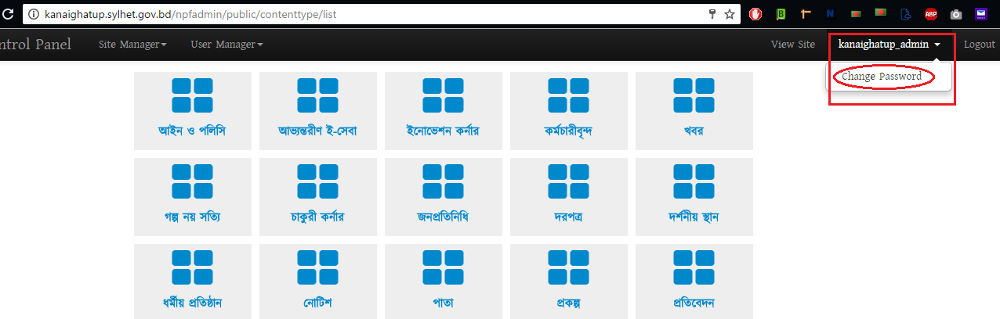 kanaighatup.sylhet.gov.bd/npfadmin/public/contenttype/list
ABP
ntrol Panel Site Manager User Manager View Site kanaighatup_admin Logout
Change Password
আইন ও পলিসি আভ্যন্তরীণ ই-সেবা ইনোভেশন কর্নার কর্মচারীবৃন্দ খবর
গল্প নয় সত্যি চাকুরী কর্নার জনপ্রতিনিধি দরপত্র দর্শনীয় স্থান
ধর্মীয় প্রতিষ্ঠান নোটিশ পাতা প্রকল্প প্রতিবেদন